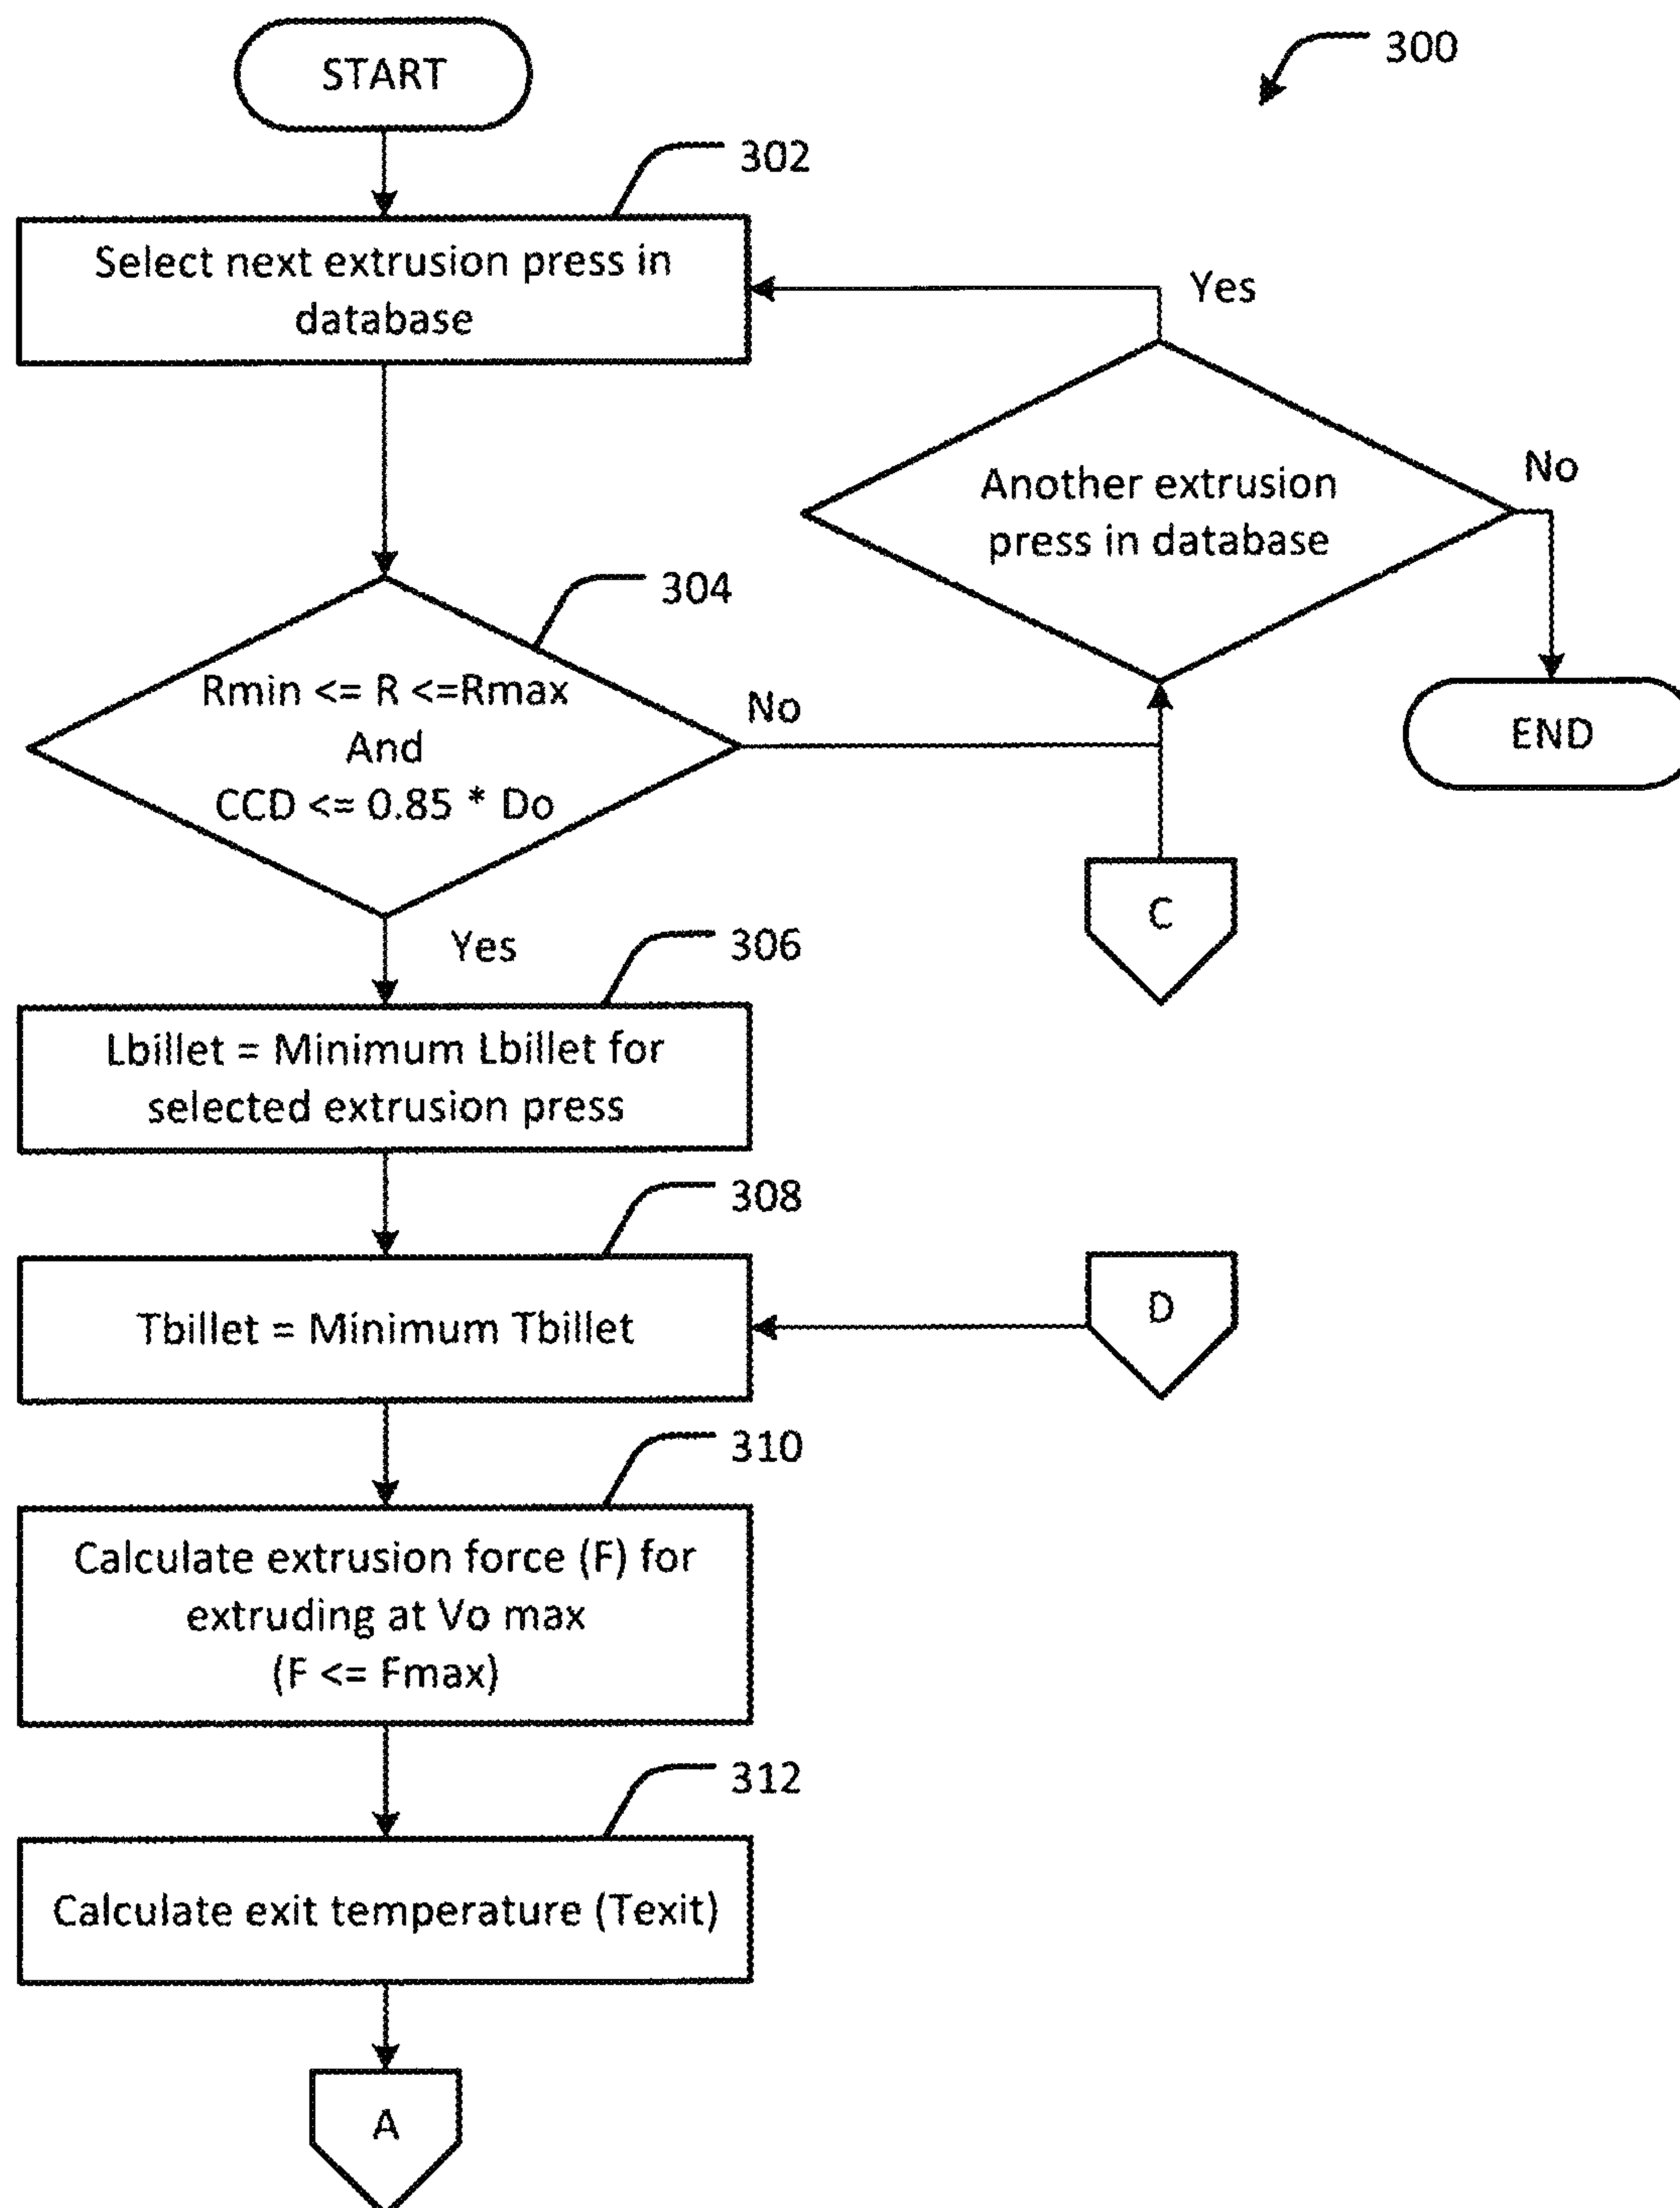 START
300
302
Select next extrusion press in
database
Yes
Another extrusion
press in database
No
END
304
Rmin <= R <=Rmax
And
CCD <= 0.85 * Do
No
C
Yes
306
Lbillet = Minimum Lbillet for
selected extrusion press
308
Tbillet = Minimum Tbillet
D
310
Calculate extrusion force (F) for
extruding at Vo max
(F <= Fmax)
312
Calculate exit temperature (Texit)
A